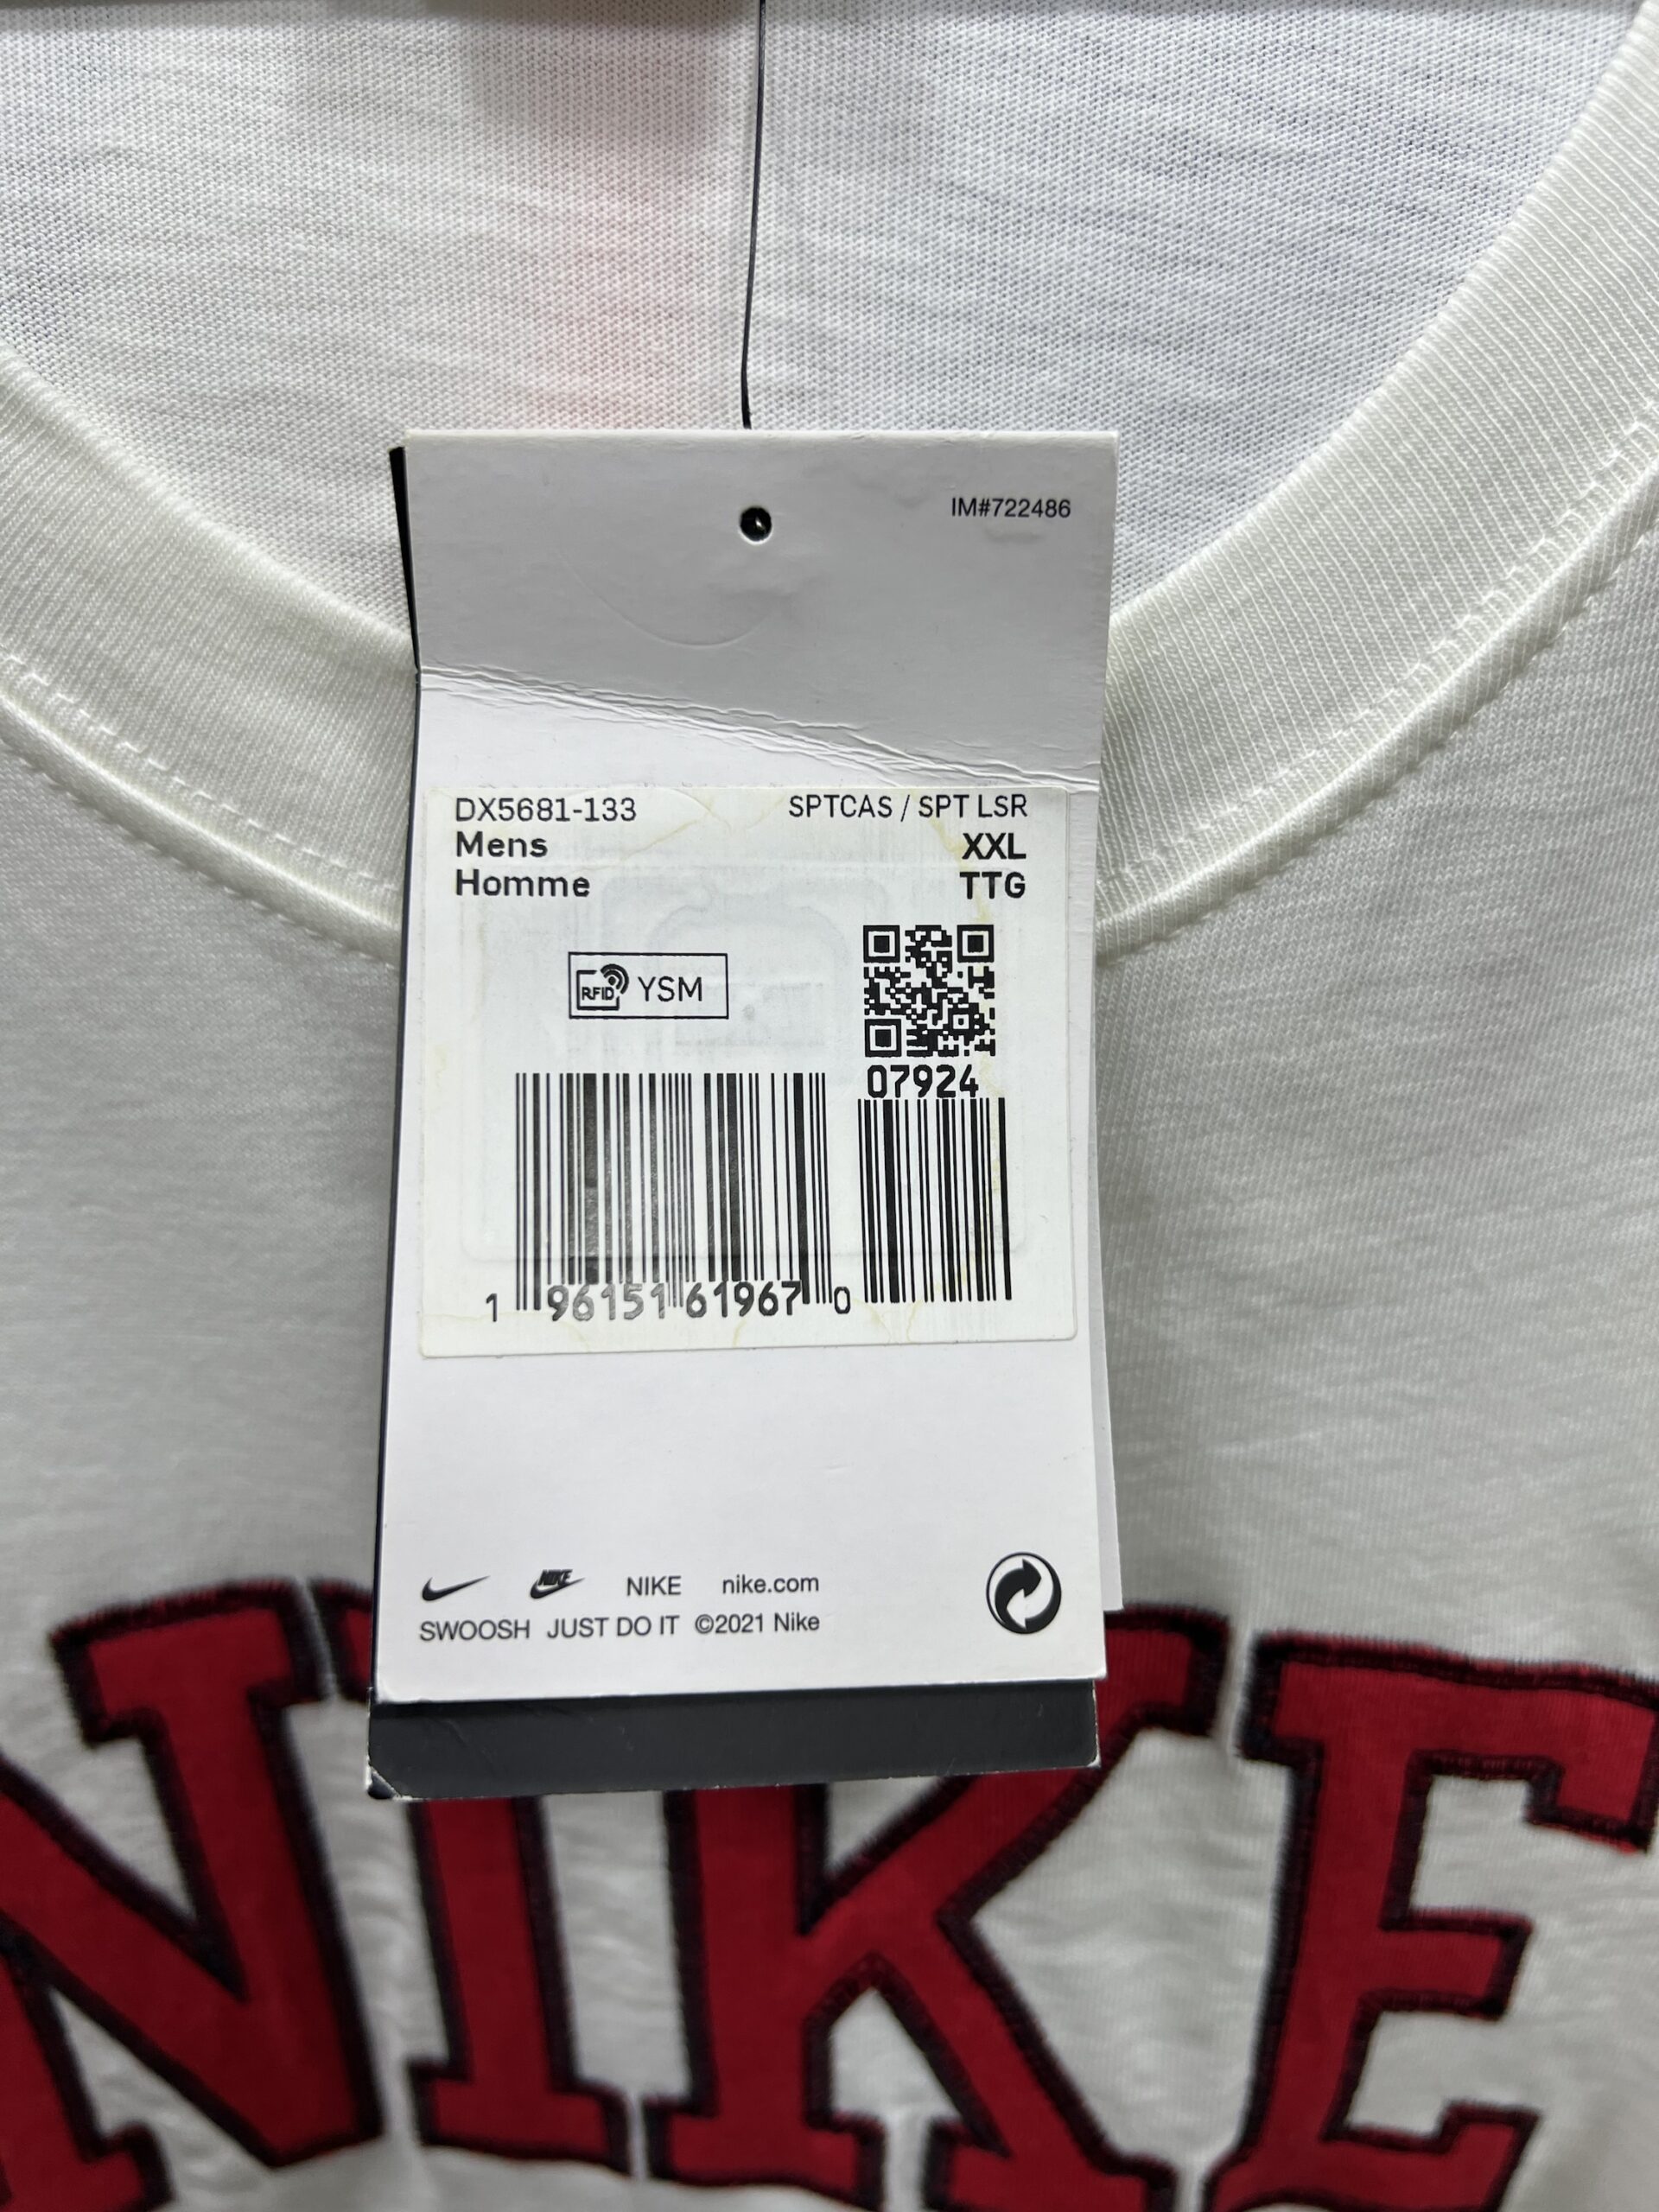 IM#722486
DX5681-133 SPTCAS / SPT LSR
Mens XXL
Homme TTG
RFID YSM
07924
1 96151 61967 0
NIKE NIKE nike.com
SWOOSH JUST DO IT ©2021 Nike
NIKE